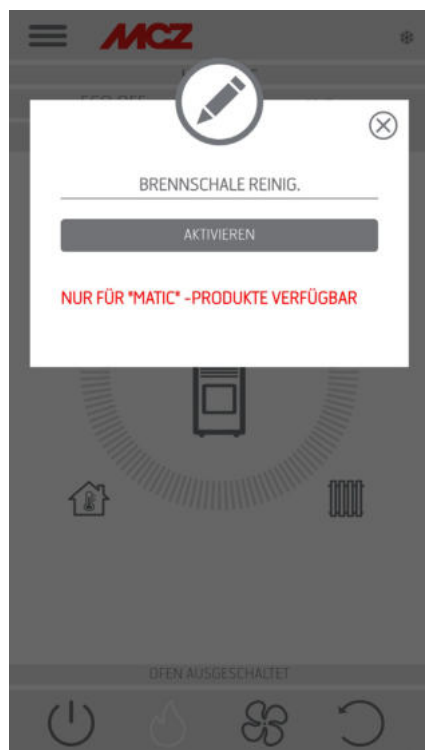 MCZ
BRENNSCHALE REINIG.
AKTIVIEREN
NUR FÜR "MATIC" -PRODUKTE VERFÜGBAR
OFEN AUSGESCHALTET